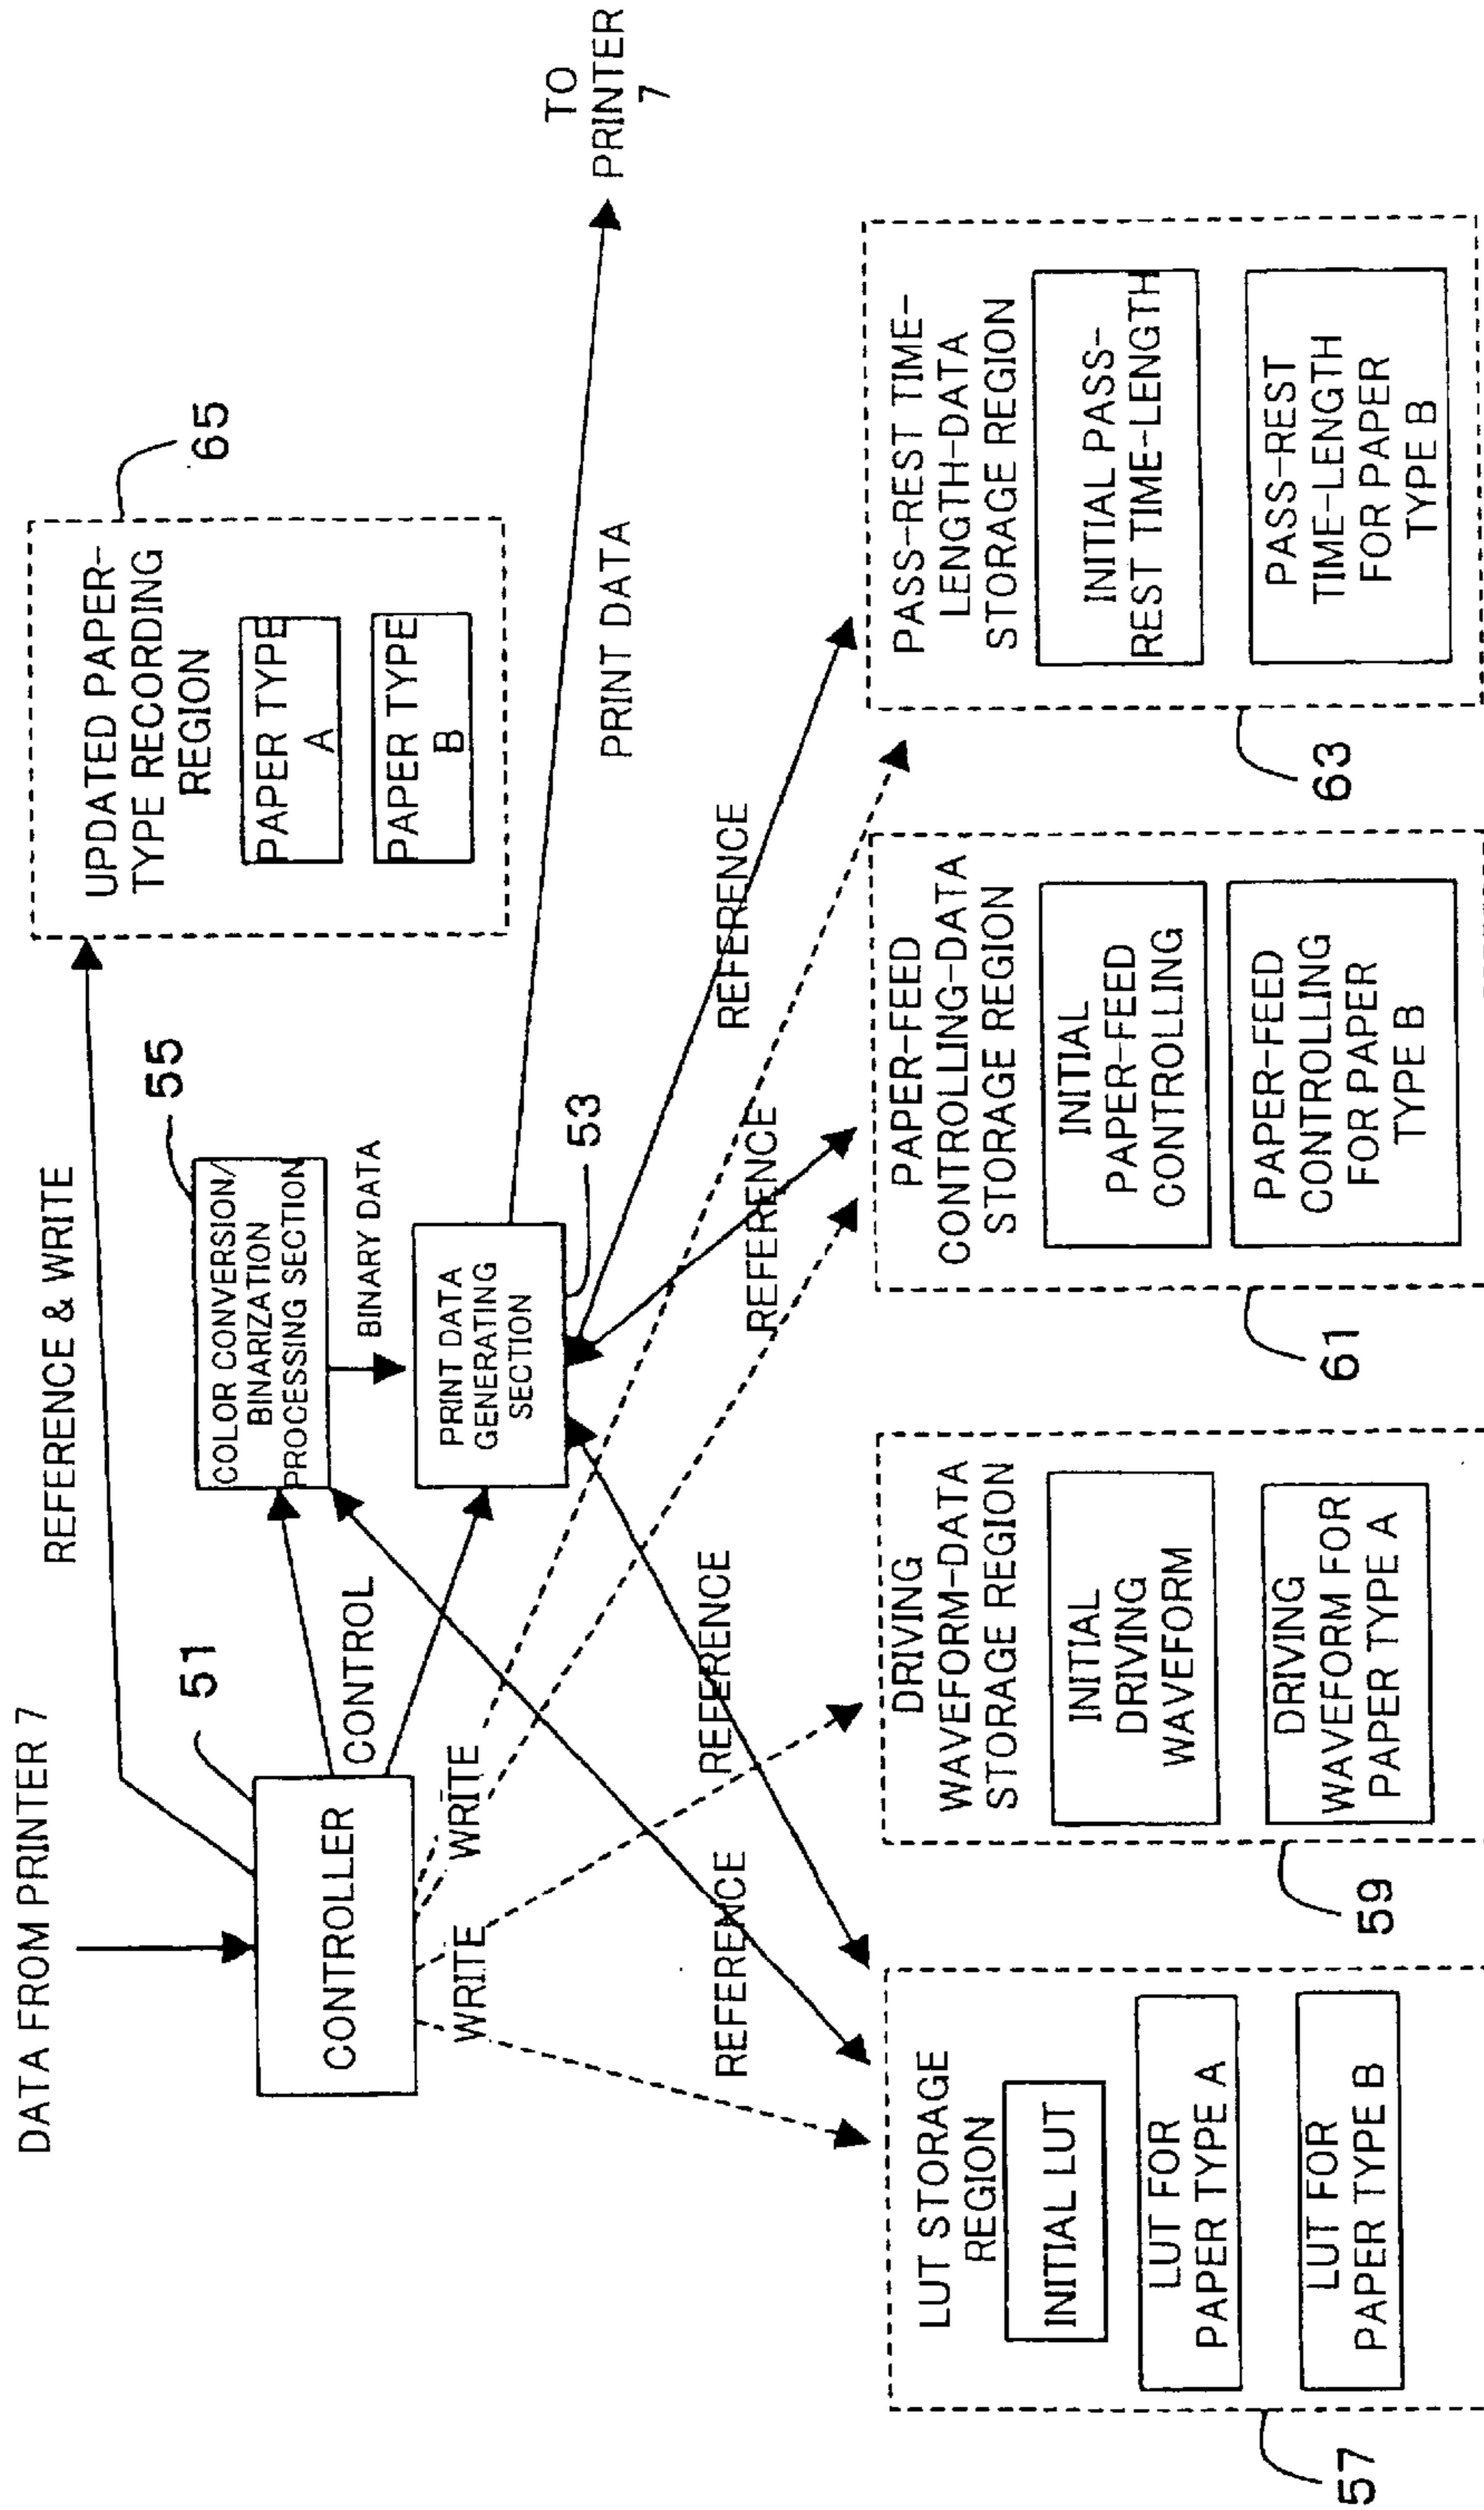 DATA FROM PRINTER 7
REFERENCE & WRITE
51
CONTROLLER
CONTROL
55
COLOR CONVERSION/
BINARIZATION
PROCESSING SECTION
BINARY DATA
PRINT DATA
GENERATING
SECTION
53
UPDATED PAPER-
TYPE RECORDING
REGION
PAPER TYPE
A
PAPER TYPE
B
65
PRINT DATA
TO
PRINTER
7
WRITE
WRITE
REFERENCE
REFERENCE
REFERENCE
REFERENCE
LUT STORAGE
REGION
INITIAL LUT
LUT FOR
PAPER TYPE A
LUT FOR
PAPER TYPE B
57
DRIVING
WAVEFORM-DATA
STORAGE REGION
INITIAL
DRIVING
WAVEFORM
DRIVING
WAVEFORM FOR
PAPER TYPE A
59
PAPER-FEED
CONTROLLING-DATA
STORAGE REGION
INITIAL
PAPER-FEED
CONTROLLING
PAPER-FEED
CONTROLLING
FOR PAPER
TYPE B
61
PASS-REST TIME-
LENGTH-DATA
STORAGE REGION
INITIAL PASS-
REST TIME-LENGTH
PASS-REST
TIME-LENGTH
FOR PAPER
TYPE B
63